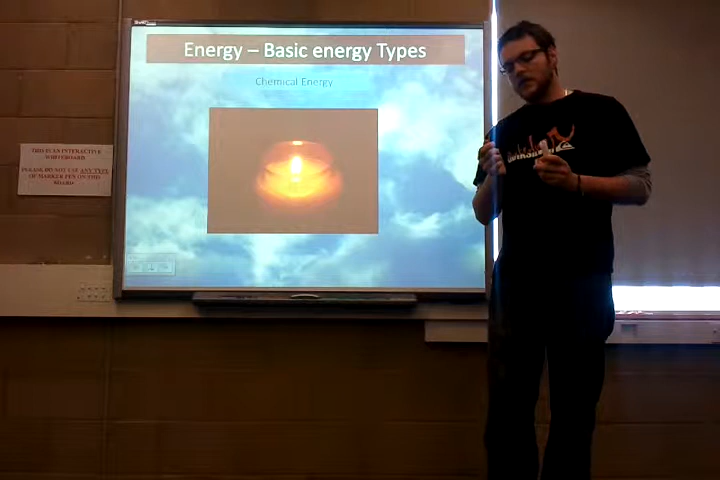 Energy – Basic energy Types
Chemical Energy
THIS IS AN INTERACTIVE
WHITEBOARD
PLEASE DO NOT USE ANY TYPE
OF MARKER PEN ON THIS
BOARD